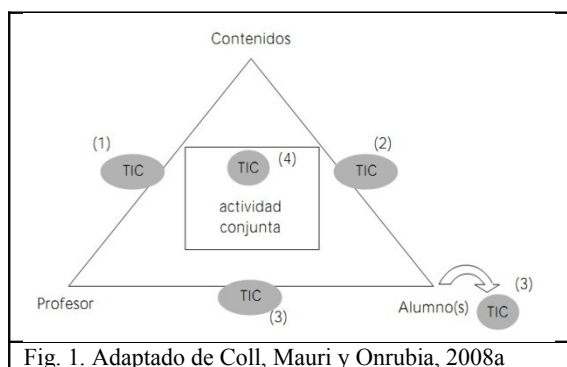 Contenidos
(1)
TIC
TIC
(4)
(2)
TIC
actividad
conjunta
Profesor
TIC
(3)
Alumno(s)
(3)
TIC
Fig. 1. Adaptado de Coll, Mauri y Onrubia, 2008a